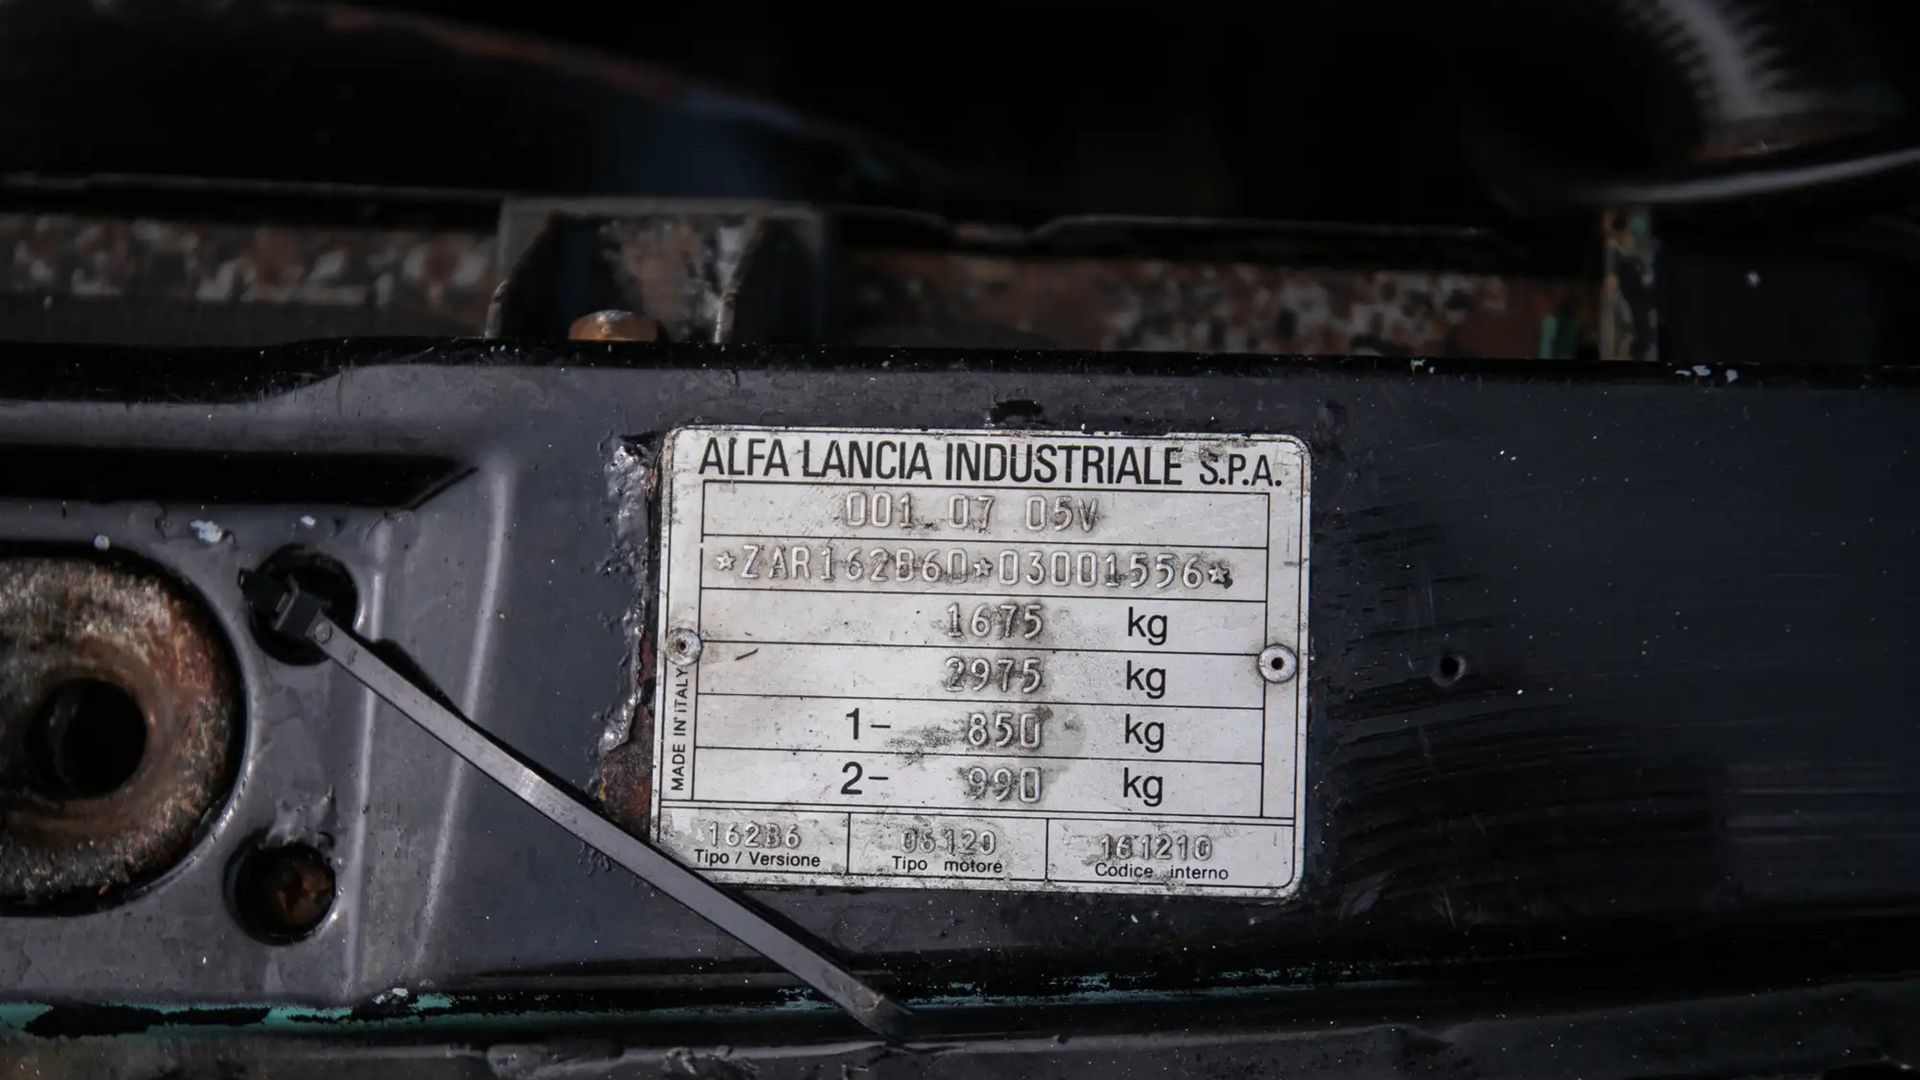 ALFA LANCIA INDUSTRIALE S.P.A.
001 07 05V
*ZAR162B60*03001556*
1675 kg
2975 kg
1- 850 kg
2- 990 kg
MADE IN ITALY
162B6 06120 161210
Tipo / Versione Tipo motore Codice interno